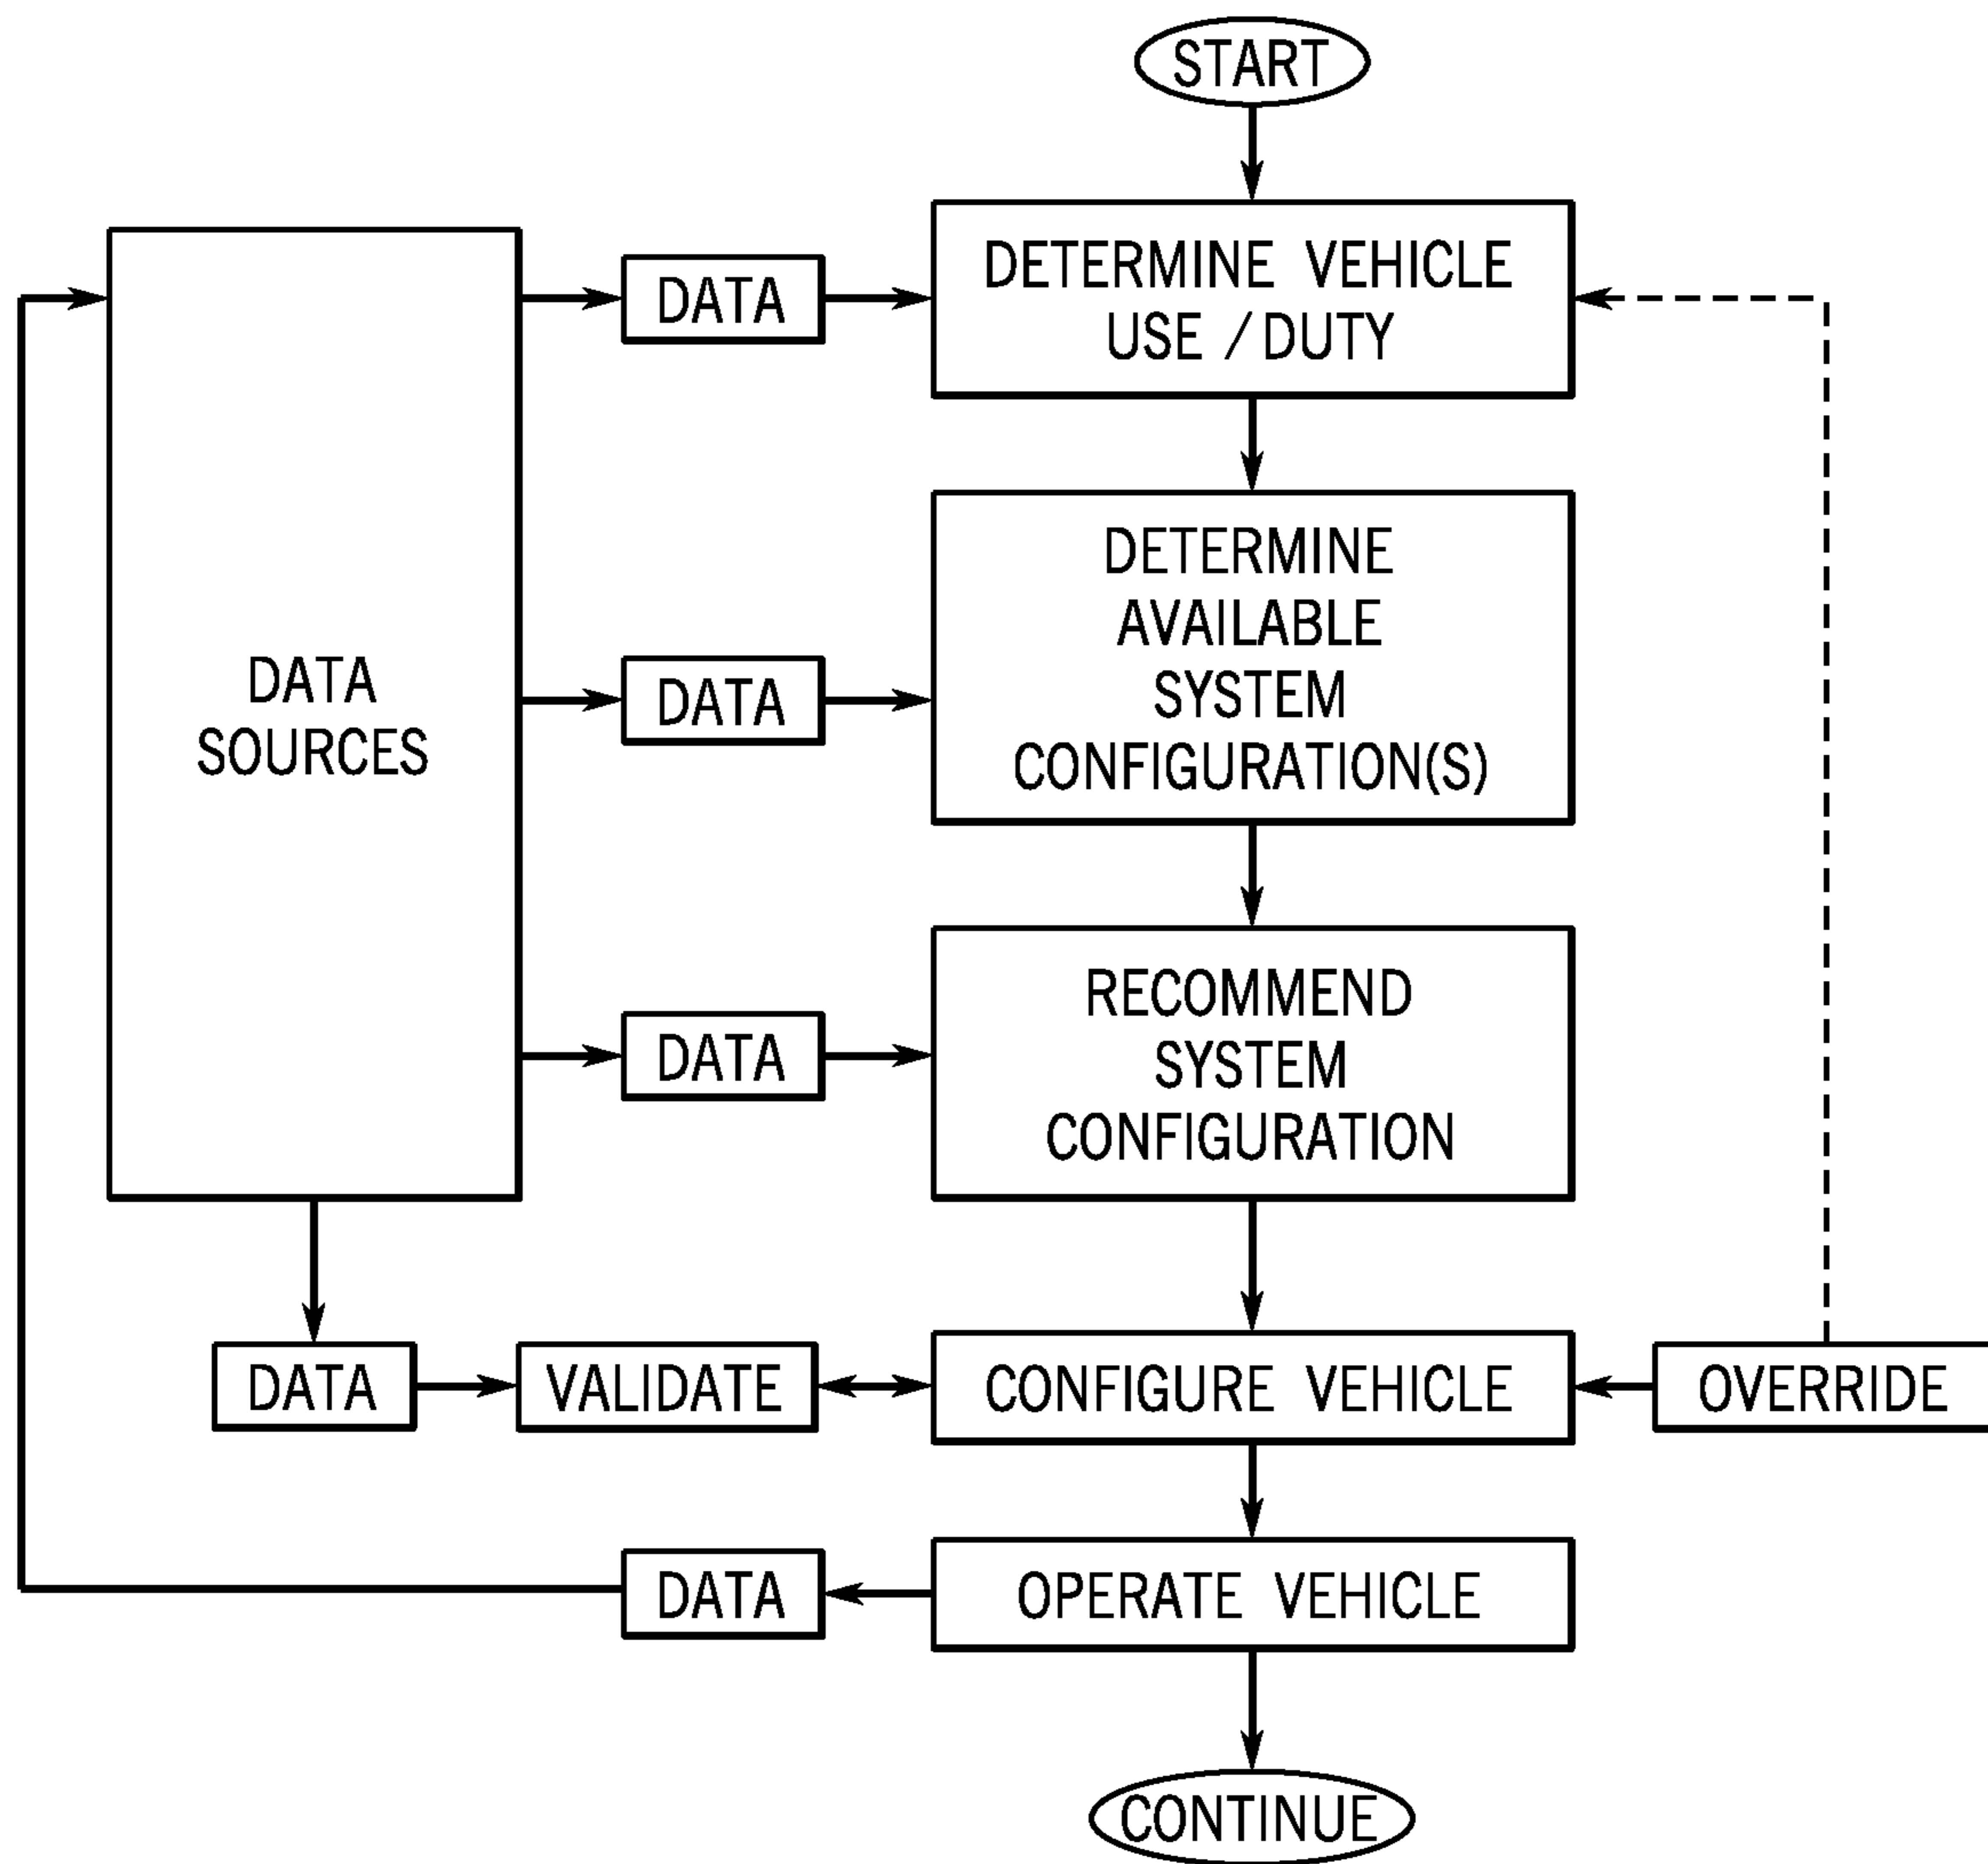 START
DATA
DETERMINE VEHICLE
USE / DUTY
DATA
SOURCES
DATA
DETERMINE
AVAILABLE
SYSTEM
CONFIGURATION(S)
DATA
RECOMMEND
SYSTEM
CONFIGURATION
DATA
VALIDATE
CONFIGURE VEHICLE
OVERRIDE
DATA
OPERATE VEHICLE
CONTINUE